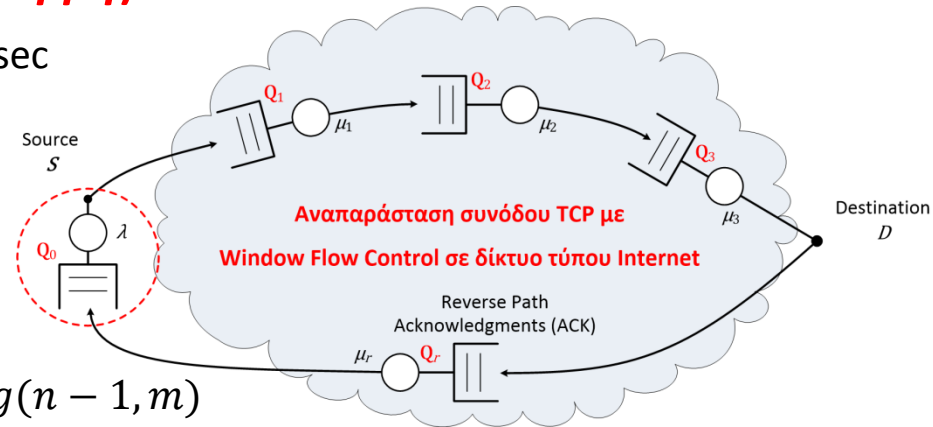 sec
Q₁
μ₁
Q₂
μ₂
Q₃
μ₃
Source
S
λ
Q₀
Αναπαράσταση συνόδου TCP με
Window Flow Control σε δίκτυο τύπου Internet
Destination
D
Reverse Path
Acknowledgments (ACK)
μᵣ
Qᵣ
g(n − 1, m)